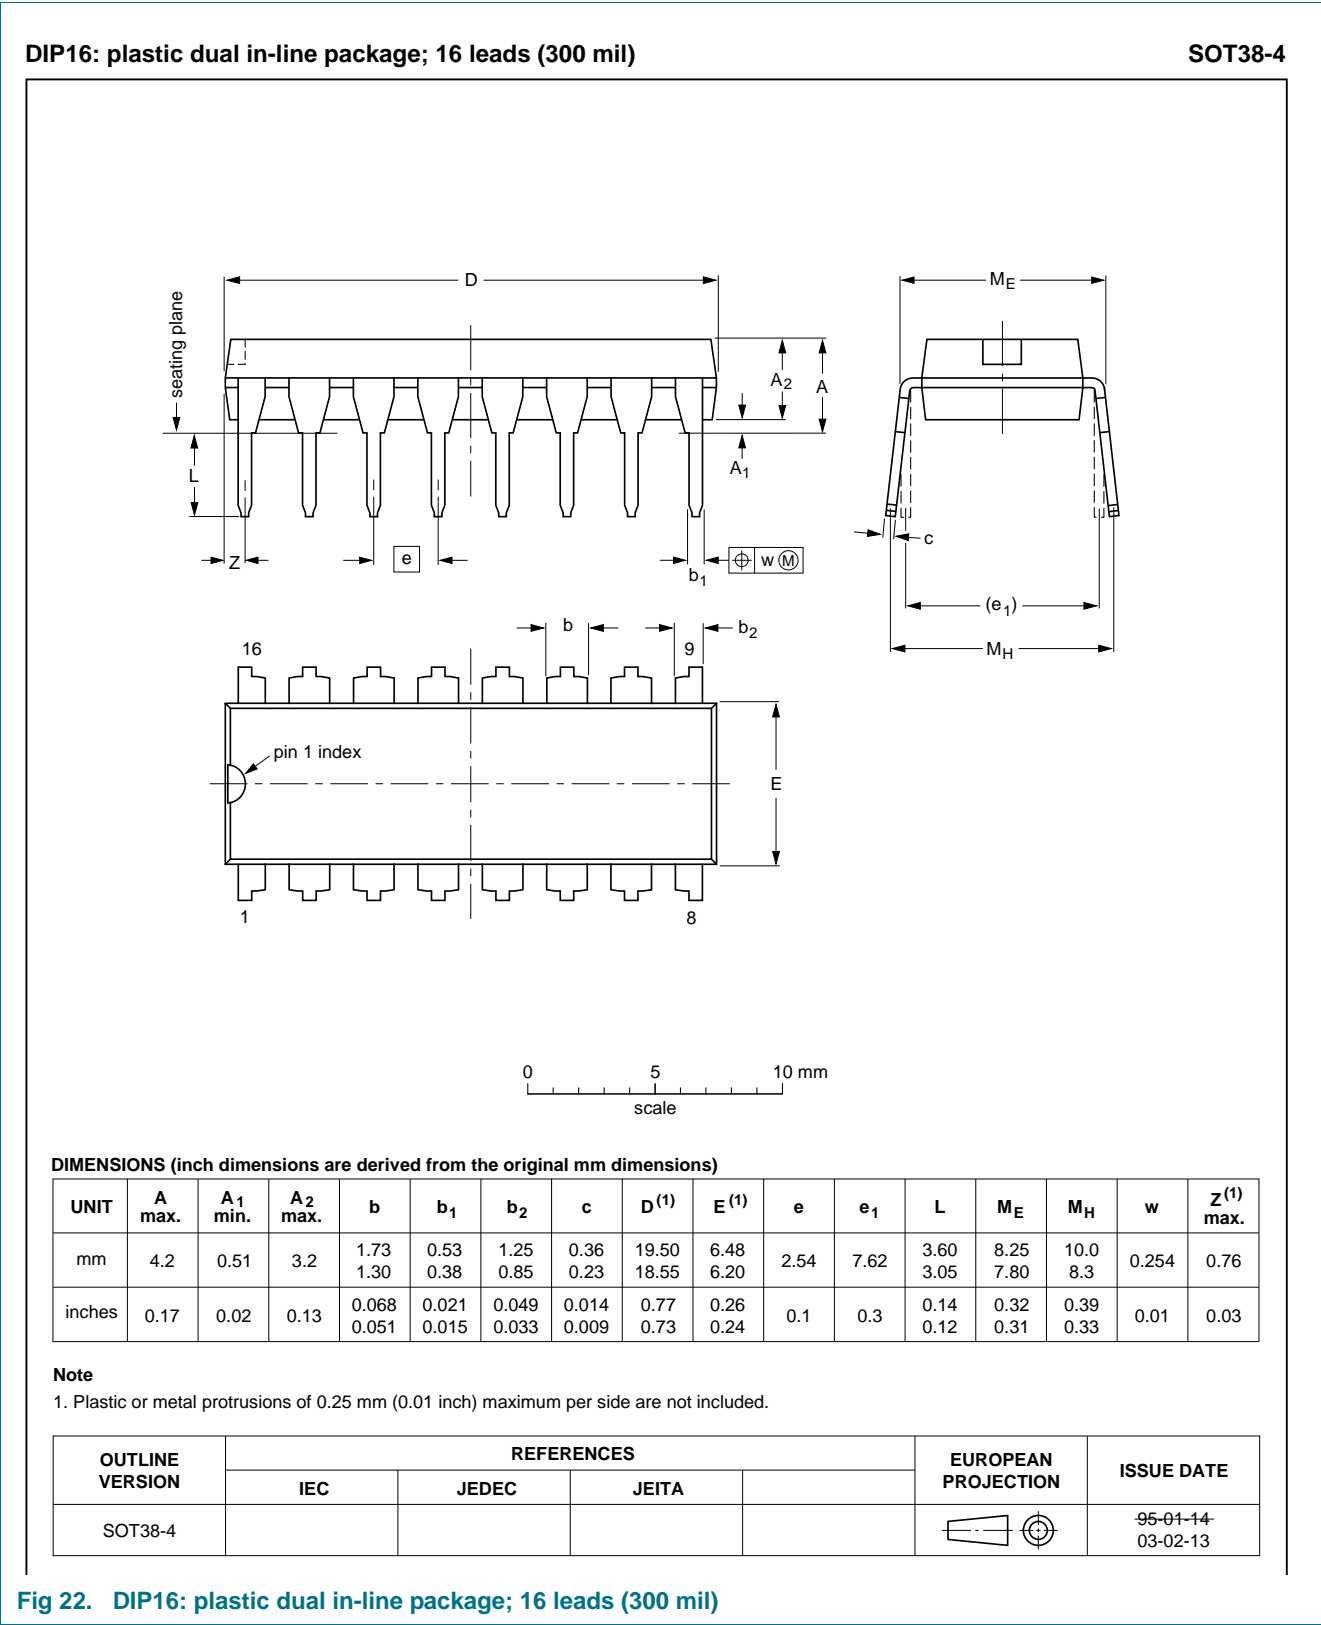 DIP16: plastic dual in-line package; 16 leads (300 mil) SOT38-4
D
ME
seating plane
A2
A
A1
L
Z
e
b1
w M
c
(e1)
MH
b
b2
16
9
pin 1 index
E
1
8
0 5 10 mm
scale
DIMENSIONS (inch dimensions are derived from the original mm dimensions)
UNIT A max. A1 min. A2 max. b b1 b2 c D(1) E(1) e e1 L ME MH w Z(1) max.
mm 4.2 0.51 3.2 1.73 1.30 0.53 0.38 1.25 0.85 0.36 0.23 19.50 18.55 6.48 6.20 2.54 7.62 3.60 3.05 8.25 7.80 10.0 8.3 0.254 0.76
inches 0.17 0.02 0.13 0.068 0.051 0.021 0.015 0.049 0.033 0.014 0.009 0.77 0.73 0.26 0.24 0.1 0.3 0.14 0.12 0.32 0.31 0.39 0.33 0.01 0.03
Note
1. Plastic or metal protrusions of 0.25 mm (0.01 inch) maximum per side are not included.
OUTLINE VERSION REFERENCES EUROPEAN PROJECTION ISSUE DATE
IEC JEDEC JEITA
SOT38-4 95-01-14
03-02-13
Fig 22. DIP16: plastic dual in-line package; 16 leads (300 mil)